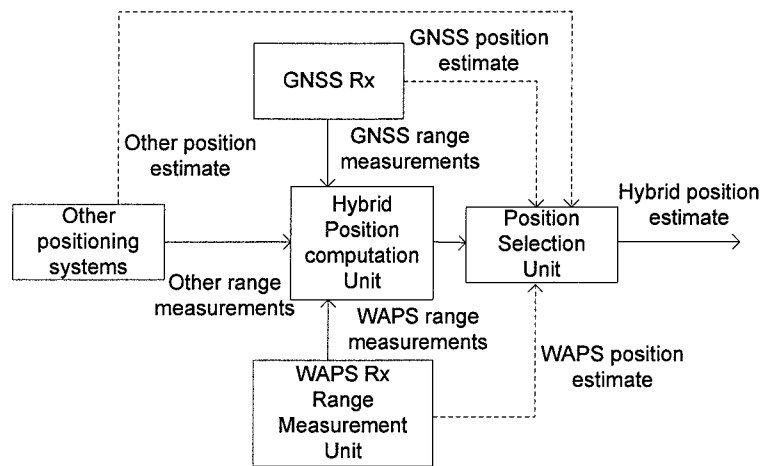 GNSS position
estimate
GNSS Rx
Other position
estimate
GNSS range
measurements
Hybrid position
estimate
Other
positioning
systems
Hybrid
Position
computation
Unit
Position
Selection
Unit
Other range
measurements
WAPS range
measurements
WAPS position
estimate
WAPS Rx
Range
Measurement
Unit